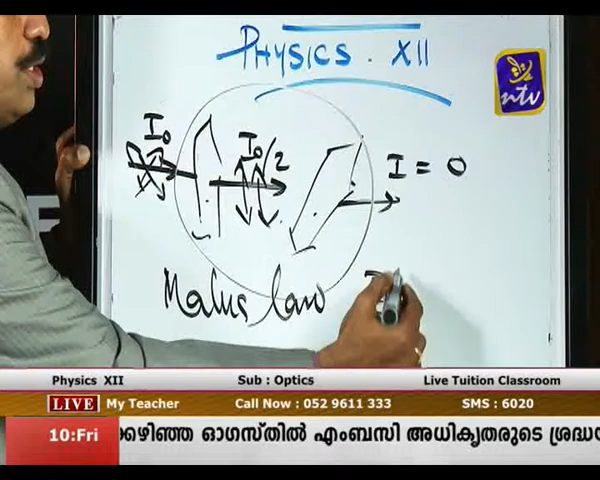 PHYSICS . XII
ntv
I₀
I₀/2
I = 0
Malus law
Physics XII
Sub : Optics
Live Tuition Classroom
LIVE My Teacher
Call Now : 052 9611 333
SMS : 6020
10:Fri
കഴിഞ്ഞ ഓഗസ്തിൽ എംബസി അധികൃതരുടെ ശ്രദ്ധ